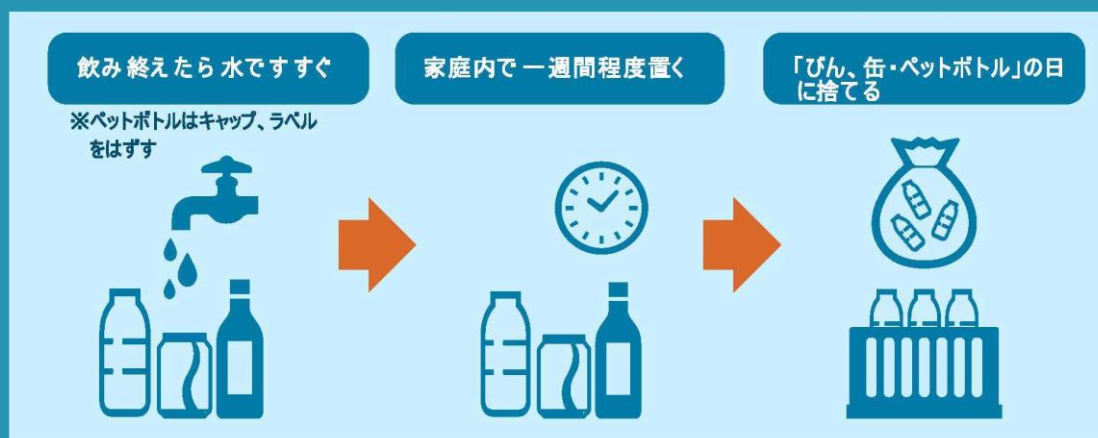 飲み終えたら水ですすぐ
※ペットボトルはキャップ、ラベル
をはずす
家庭内で一週間程度置く
「びん、缶・ペットボトル」の日
に捨てる